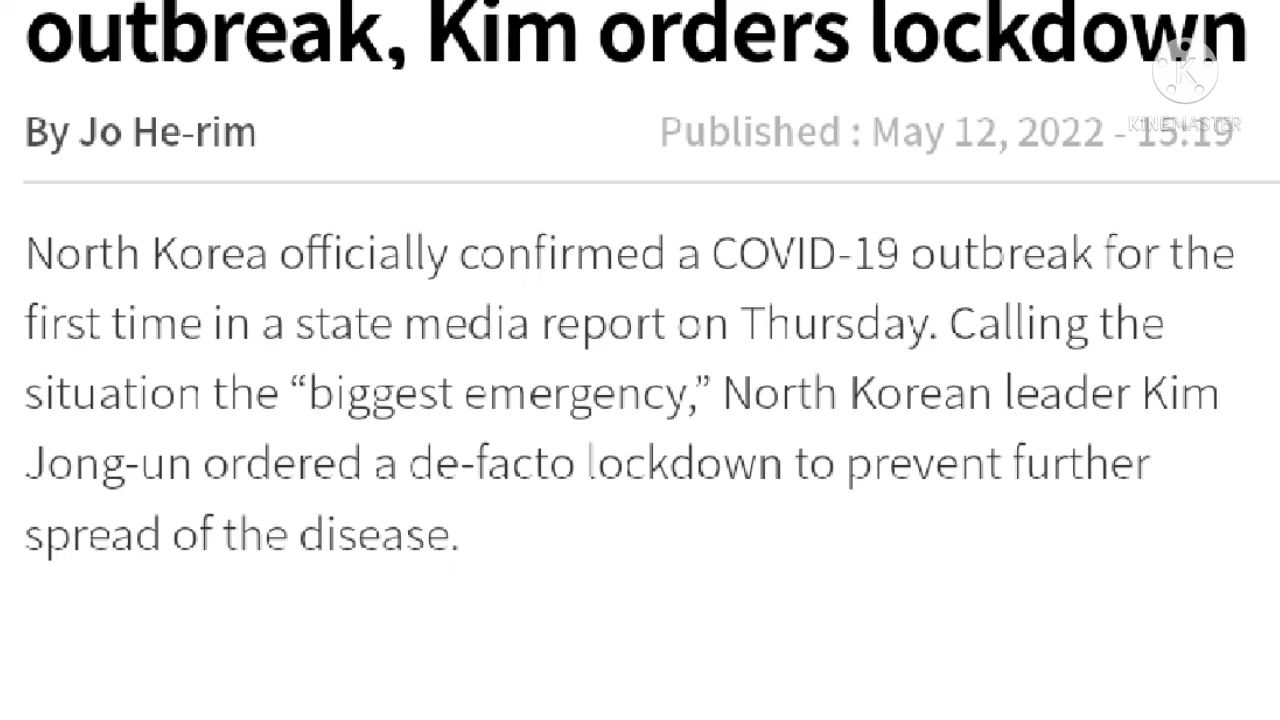 outbreak, Kim orders lockdown
By Jo He-rim
Published : May 12, 2022 - 15:19
KINEMASTER
North Korea officially confirmed a COVID-19 outbreak for the
first time in a state media report on Thursday. Calling the
situation the “biggest emergency,” North Korean leader Kim
Jong-un ordered a de-facto lockdown to prevent further
spread of the disease.